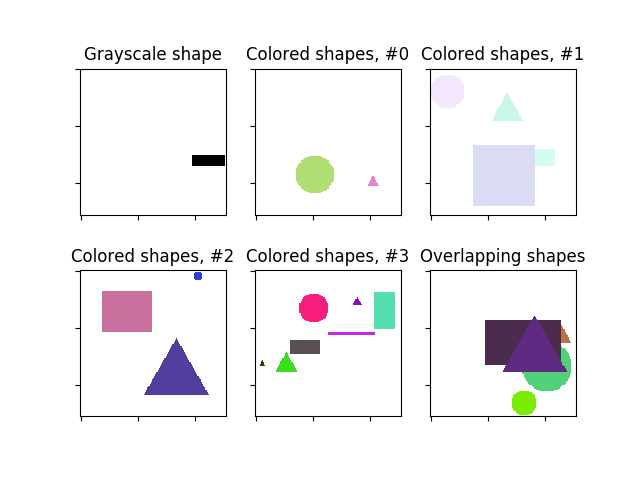 Grayscale shape
Colored shapes, #0
Colored shapes, #1
Colored shapes, #2
Colored shapes, #3
Overlapping shapes